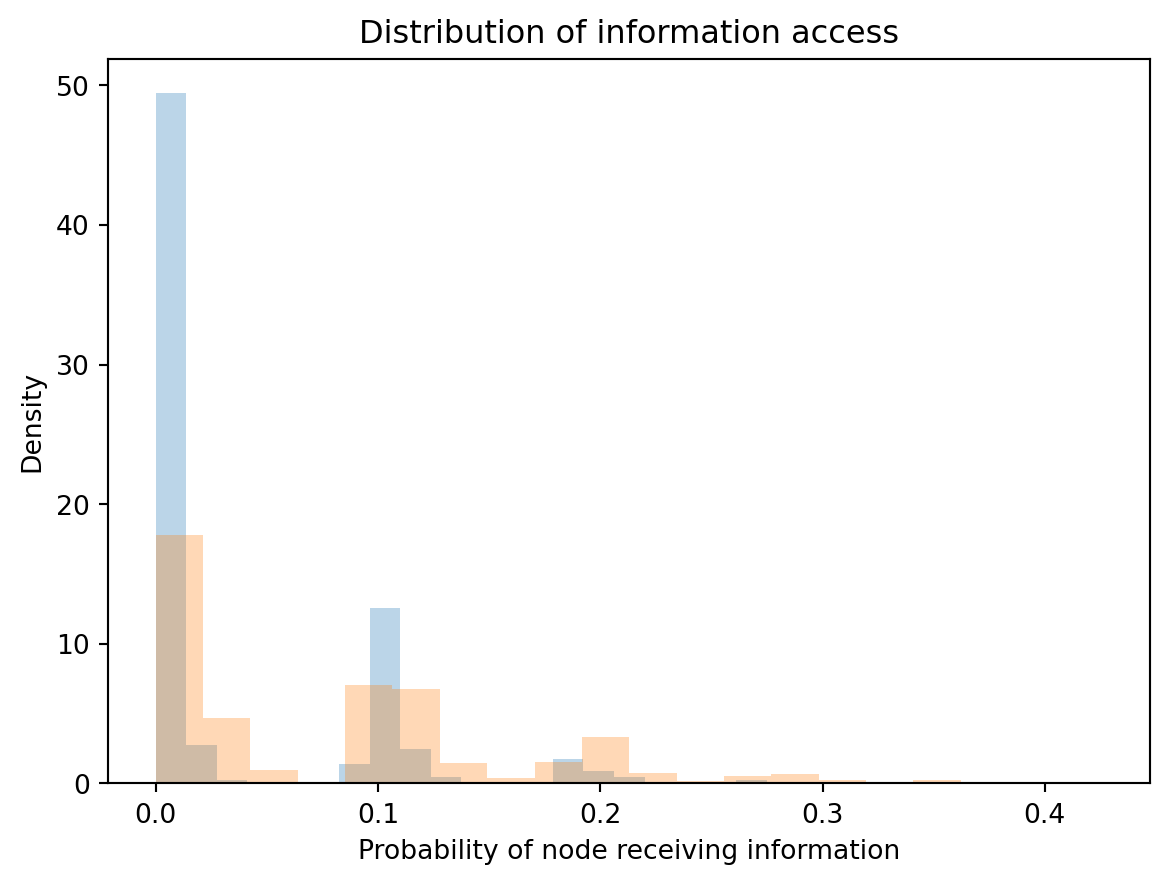 Distribution of information access
50
40
30
20
10
0
Density
0.0 0.1 0.2 0.3 0.4
Probability of node receiving information